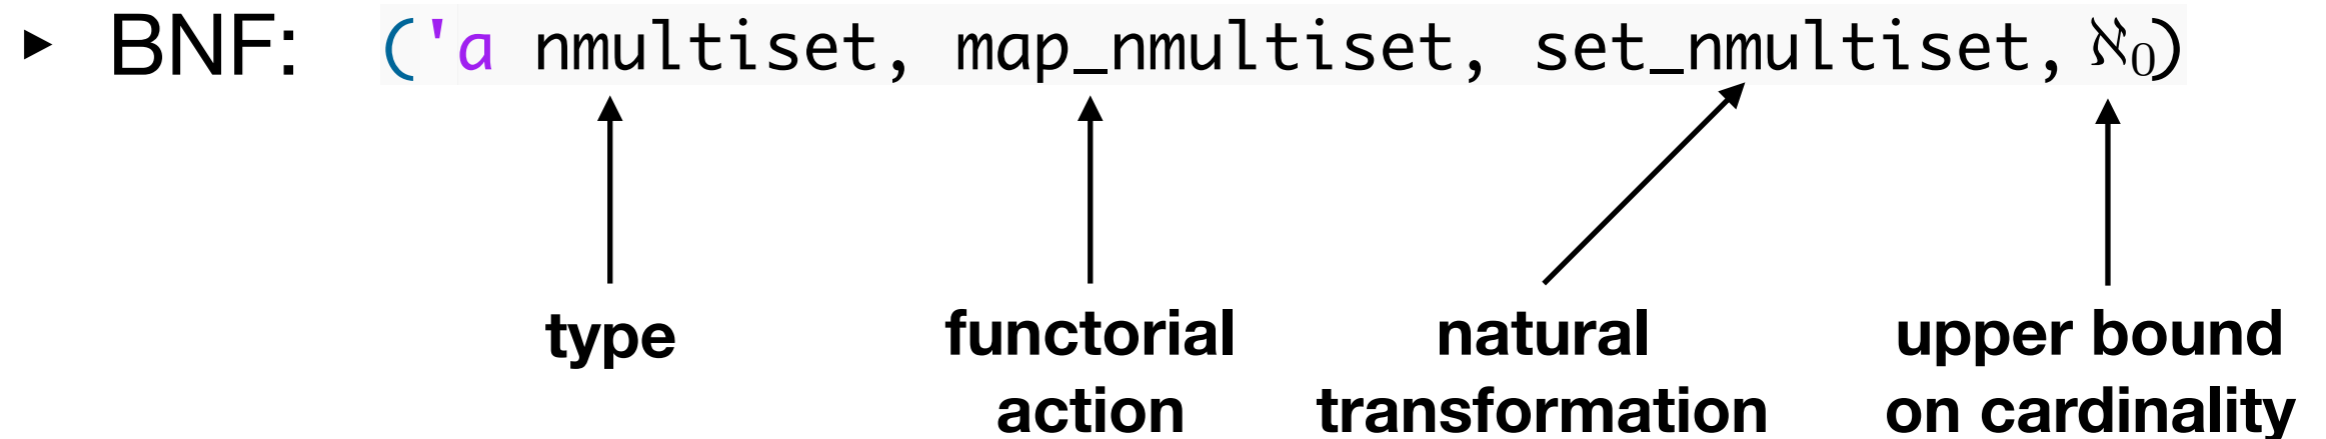 ▸ BNF: ('a nmultiset, map_nmultiset, set_nmultiset, ℵ₀)
type functorial natural upper bound
action transformation on cardinality